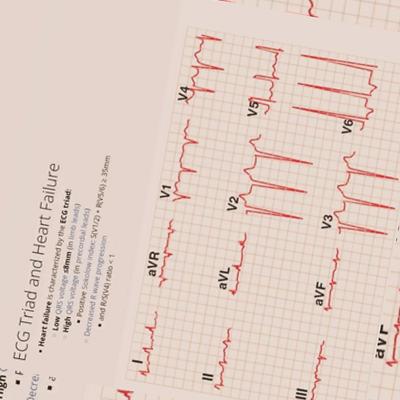 ECG Triad and Heart Failure
• Heart failure is characterized by the ECG triad:
Low QRS voltage ≤8mm (in limb leads)
High QRS voltage (in precordial leads)
• Positive Sokolow index: S(V1/2) + R(V5/6) ≥ 35mm
Decreased R wave progression
• and R/S(V4) ratio < 1
I
II
III
aVR
aVL
aVF
V1
V2
V3
V4
V5
V6
aVF